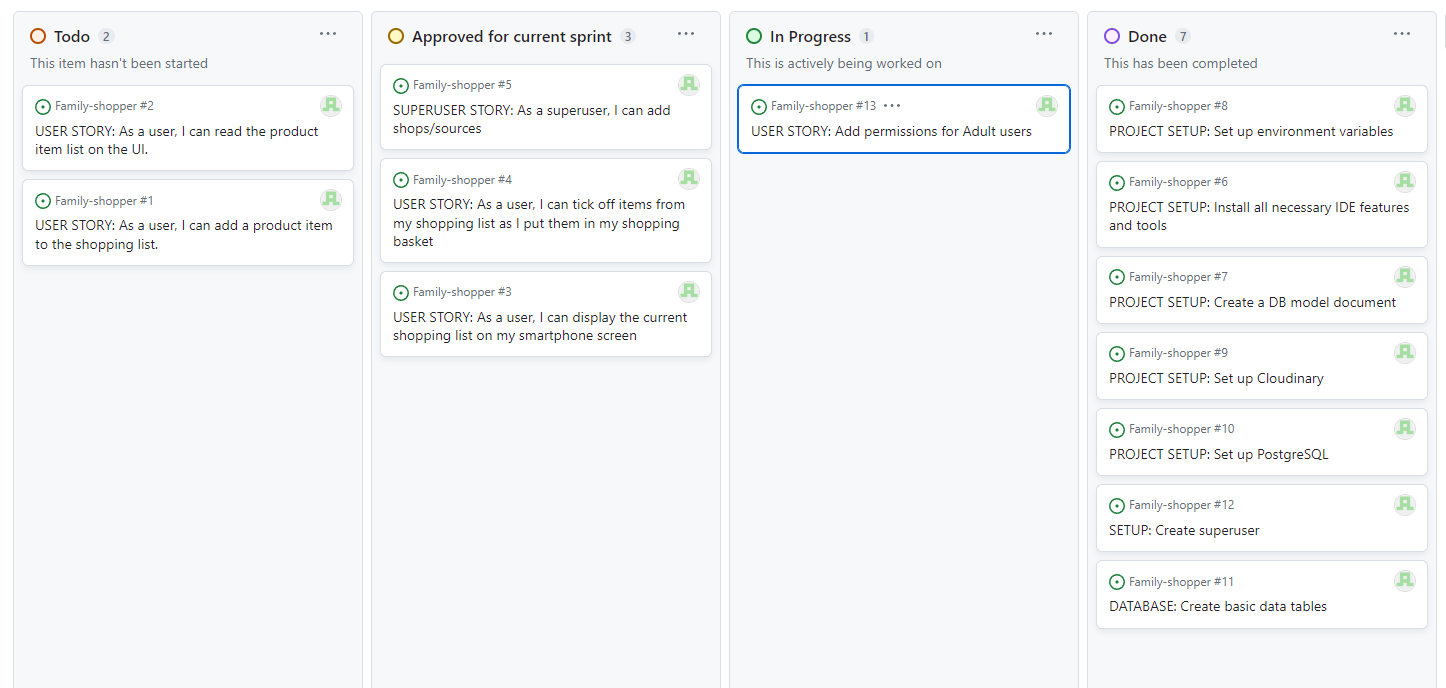 Todo 2
This item hasn't been started
Family-shopper #2
USER STORY: As a user, I can read the product
item list on the UI.
Family-shopper #1
USER STORY: As a user, I can add a product item
to the shopping list.
Approved for current sprint 3
Family-shopper #5
SUPERUSER STORY: As a superuser, I can add
shops/sources
Family-shopper #4
USER STORY: As a user, I can tick off items from
my shopping list as I put them in my shopping
basket
Family-shopper #3
USER STORY: As a user, I can display the current
shopping list on my smartphone screen
In Progress 1
This is actively being worked on
Family-shopper #13
USER STORY: Add permissions for Adult users
Done 7
This has been completed
Family-shopper #8
PROJECT SETUP: Set up environment variables
Family-shopper #6
PROJECT SETUP: Install all necessary IDE features
and tools
Family-shopper #7
PROJECT SETUP: Create a DB model document
Family-shopper #9
PROJECT SETUP: Set up Cloudinary
Family-shopper #10
PROJECT SETUP: Set up PostgreSQL
Family-shopper #12
SETUP: Create superuser
Family-shopper #11
DATABASE: Create basic data tables